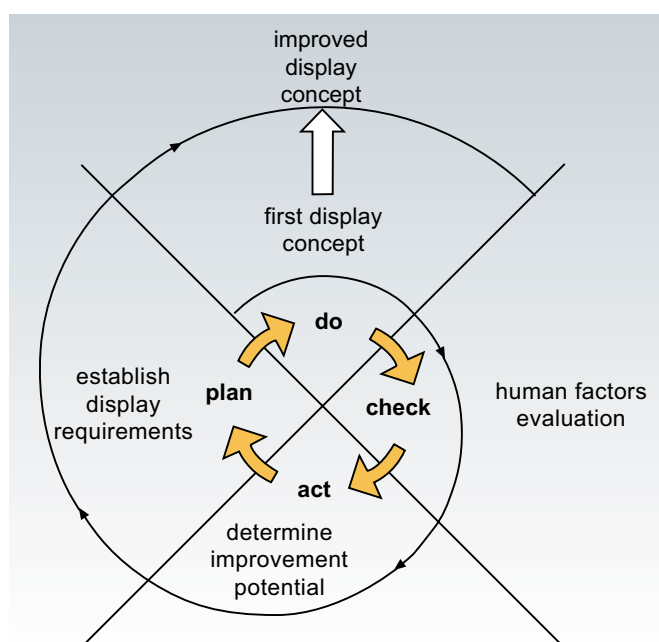 improved
display
concept
first display
concept
do
establish
display
requirements
plan
check
human factors
evaluation
act
determine
improvement
potential